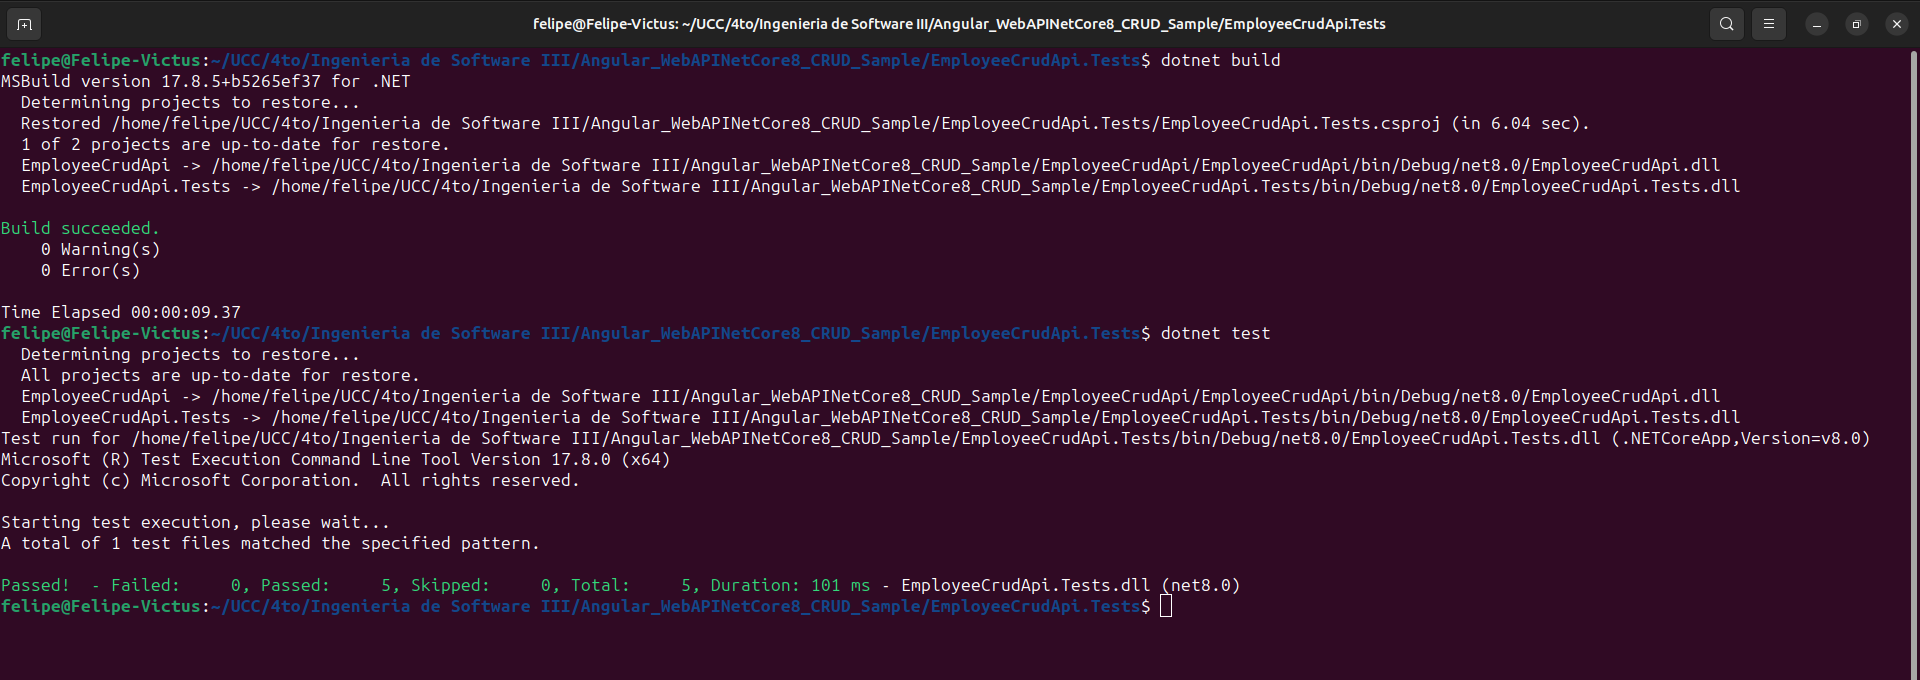 felipe@Felipe-Victus: ~/UCC/4to/Ingenieria de Software III/Angular_WebAPINetCore8_CRUD_Sample/EmployeeCrudApi.Tests
felipe@Felipe-Victus:~/UCC/4to/Ingenieria de Software III/Angular_WebAPINetCore8_CRUD_Sample/EmployeeCrudApi.Tests$ dotnet build
MSBuild version 17.8.5+b5265ef37 for .NET
  Determining projects to restore...
  Restored /home/felipe/UCC/4to/Ingenieria de Software III/Angular_WebAPINetCore8_CRUD_Sample/EmployeeCrudApi.Tests/EmployeeCrudApi.Tests.csproj (in 6.04 sec).
  1 of 2 projects are up-to-date for restore.
  EmployeeCrudApi -> /home/felipe/UCC/4to/Ingenieria de Software III/Angular_WebAPINetCore8_CRUD_Sample/EmployeeCrudApi/EmployeeCrudApi/bin/Debug/net8.0/EmployeeCrudApi.dll
  EmployeeCrudApi.Tests -> /home/felipe/UCC/4to/Ingenieria de Software III/Angular_WebAPINetCore8_CRUD_Sample/EmployeeCrudApi.Tests/bin/Debug/net8.0/EmployeeCrudApi.Tests.dll
Build succeeded.
    0 Warning(s)
    0 Error(s)
Time Elapsed 00:00:09.37
felipe@Felipe-Victus:~/UCC/4to/Ingenieria de Software III/Angular_WebAPINetCore8_CRUD_Sample/EmployeeCrudApi.Tests$ dotnet test
  Determining projects to restore...
  All projects are up-to-date for restore.
  EmployeeCrudApi -> /home/felipe/UCC/4to/Ingenieria de Software III/Angular_WebAPINetCore8_CRUD_Sample/EmployeeCrudApi/EmployeeCrudApi/bin/Debug/net8.0/EmployeeCrudApi.dll
  EmployeeCrudApi.Tests -> /home/felipe/UCC/4to/Ingenieria de Software III/Angular_WebAPINetCore8_CRUD_Sample/EmployeeCrudApi.Tests/bin/Debug/net8.0/EmployeeCrudApi.Tests.dll
Test run for /home/felipe/UCC/4to/Ingenieria de Software III/Angular_WebAPINetCore8_CRUD_Sample/EmployeeCrudApi.Tests/bin/Debug/net8.0/EmployeeCrudApi.Tests.dll (.NETCoreApp,Version=v8.0)
Microsoft (R) Test Execution Command Line Tool Version 17.8.0 (x64)
Copyright (c) Microsoft Corporation.  All rights reserved.
Starting test execution, please wait...
A total of 1 test files matched the specified pattern.
Passed!  - Failed:     0, Passed:     5, Skipped:     0, Total:     5, Duration: 101 ms - EmployeeCrudApi.Tests.dll (net8.0)
felipe@Felipe-Victus:~/UCC/4to/Ingenieria de Software III/Angular_WebAPINetCore8_CRUD_Sample/EmployeeCrudApi.Tests$